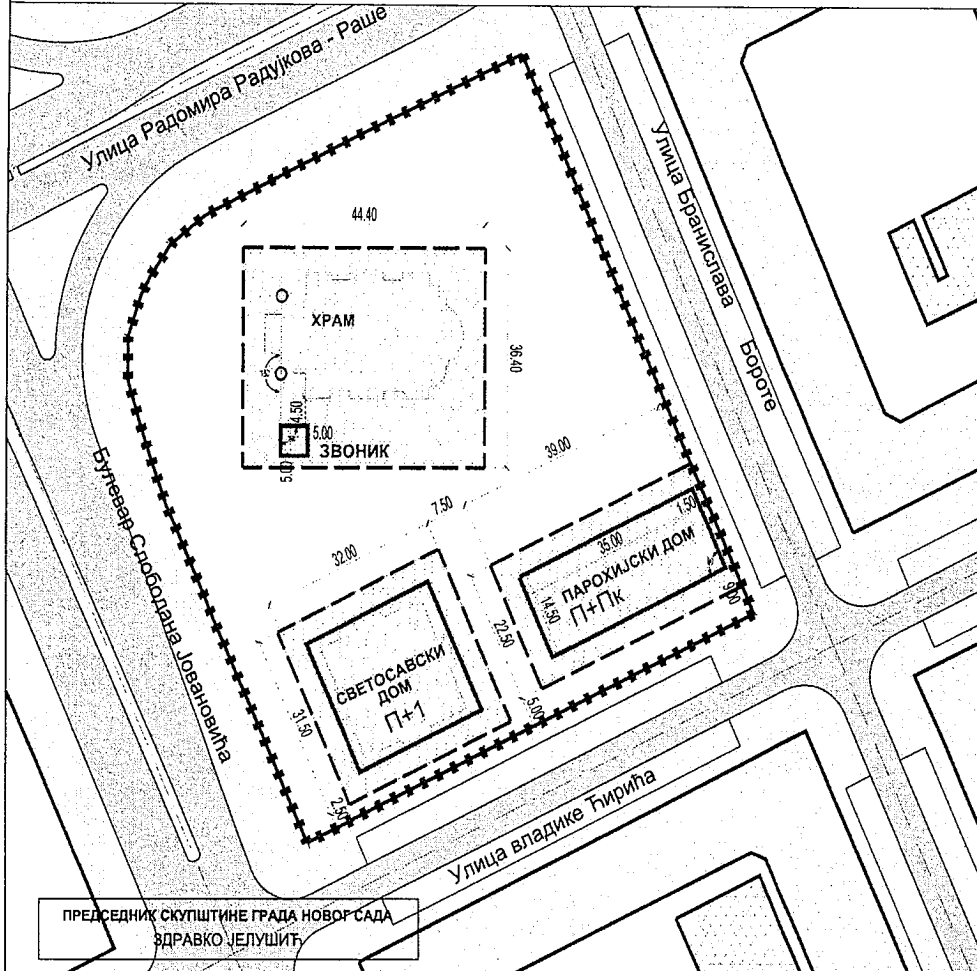 Улица Радомира Радујкова - Раше
Улица Бранислава Бороте
44.40
ХРАМ
36.40
4.50
5.00
5.00
ЗВОНИК
39.00
7.50
32.00
1.50
35.00
ПАРОХИЈСКИ ДОМ
П+Пк
14.50
22.50
9.00
Булевар Слободана Јовановића
СВЕТОСАВСКИ
ДОМ
П+1
31.50
5.00
2.50
Улица владике Ћирића
ПРЕДСЕДНИК СКУПШТИНЕ ГРАДА НОВОГ САДА
ЗДРАВКО ЈЕЛУШИЋ